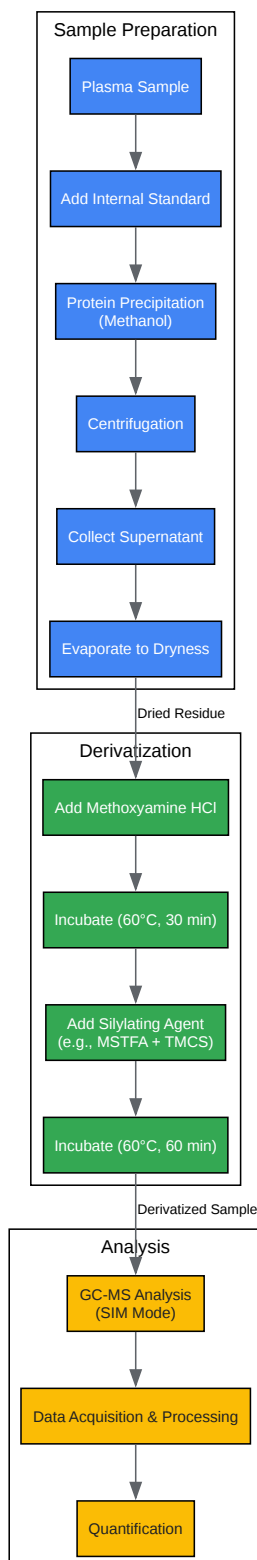 Sample Preparation
Plasma Sample
Add Internal Standard
Protein Precipitation
(Methanol)
Centrifugation
Collect Supernatant
Evaporate to Dryness
Dried Residue
Derivatization
Add Methoxyamine HCl
Incubate (60°C, 30 min)
Add Silylating Agent
(e.g., MSTFA + TMCS)
Incubate (60°C, 60 min)
Derivatized Sample
Analysis
GC-MS Analysis
(SIM Mode)
Data Acquisition & Processing
Quantification